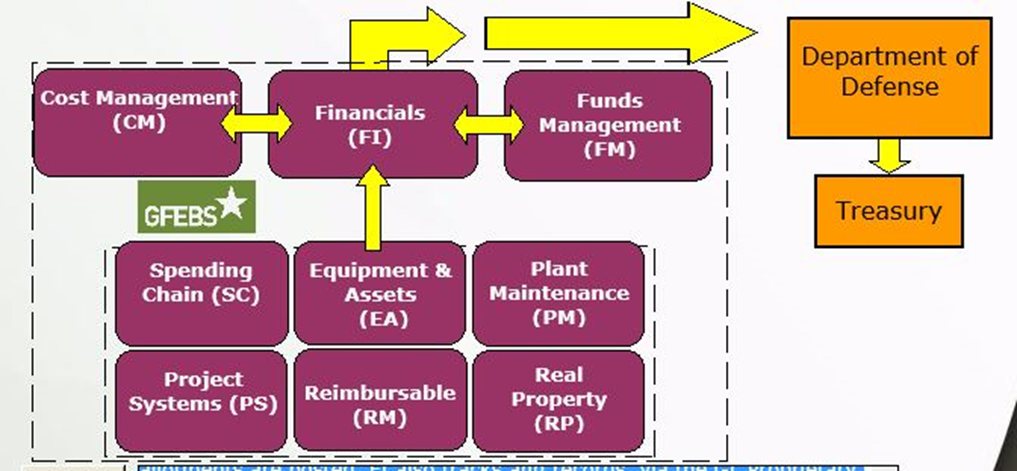 Department of
Defense
Cost Management
(CM)
Financials
(FI)
Funds
Management
(FM)
Treasury
GFEBS
Spending
Chain (SC)
Equipment &
Assets
(EA)
Plant
Maintenance
(PM)
Project
Systems (PS)
Reimbursable
(RM)
Real
Property
(RP)